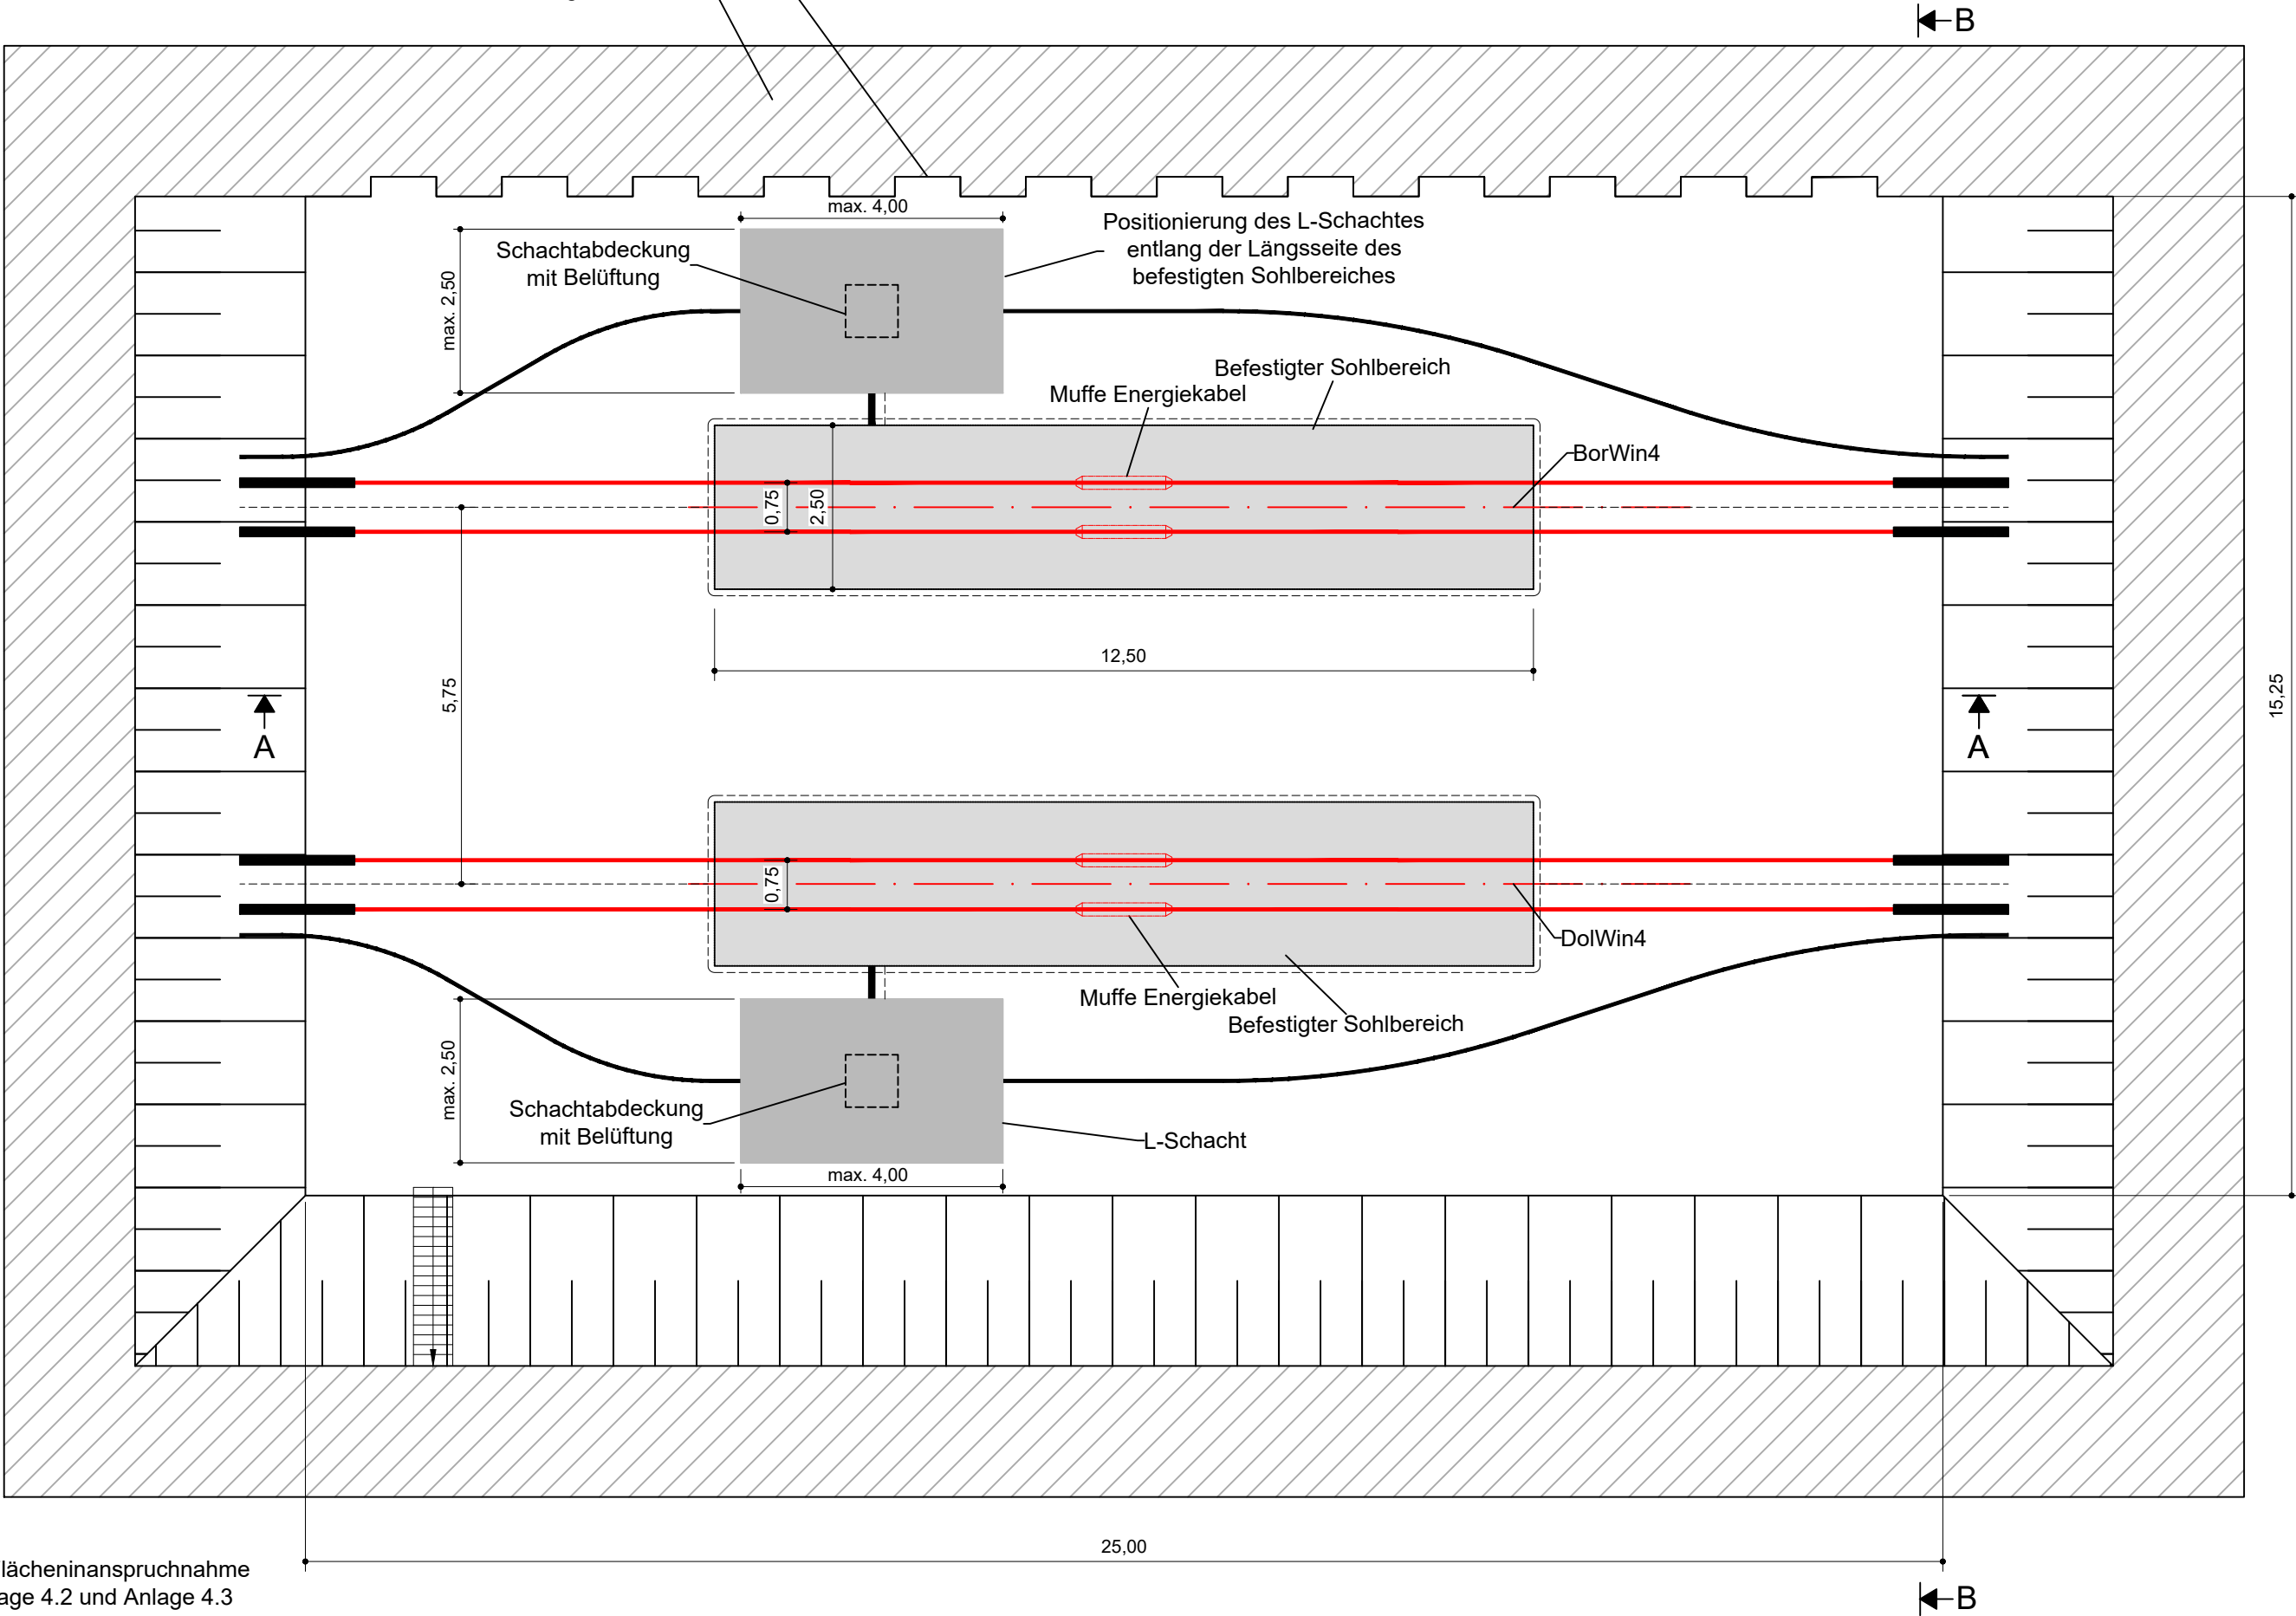 B
max. 4,00
Positionierung des L-Schachtes
entlang der Längsseite des
befestigten Sohlbereiches
Schachtabdeckung
mit Belüftung
max. 2,50
Befestigter Sohlbereich
Muffe Energiekabel
BorWin4
0,75
2,50
12,50
5,75
15,25
A
A
0,75
DolWin4
Muffe Energiekabel
Befestigter Sohlbereich
max. 2,50
Schachtabdeckung
mit Belüftung
L-Schacht
max. 4,00
25,00
lächeninanspruchnahme
age 4.2 und Anlage 4.3
B